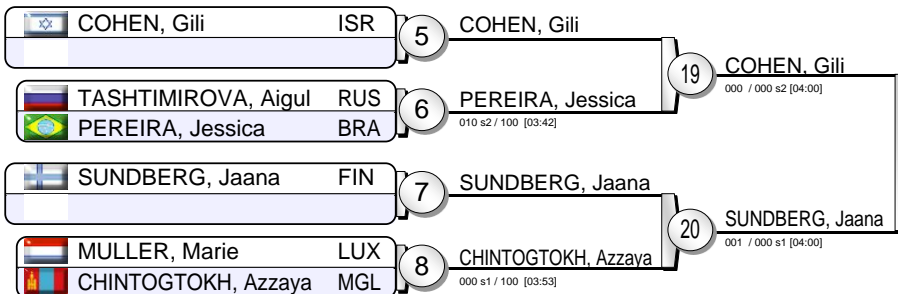 COHEN, Gili ISR
5
COHEN, Gili
TASHTIMIROVA, Aigul RUS
PEREIRA, Jessica BRA
6
PEREIRA, Jessica
010 s2 / 100 [03:42]
19
COHEN, Gili
000 / 000 s2 [04:00]
SUNDBERG, Jaana FIN
7
SUNDBERG, Jaana
MULLER, Marie LUX
CHINTOGTOKH, Azzaya MGL
8
CHINTOGTOKH, Azzaya
000 s1 / 100 [03:53]
20
SUNDBERG, Jaana
001 / 000 s1 [04:00]